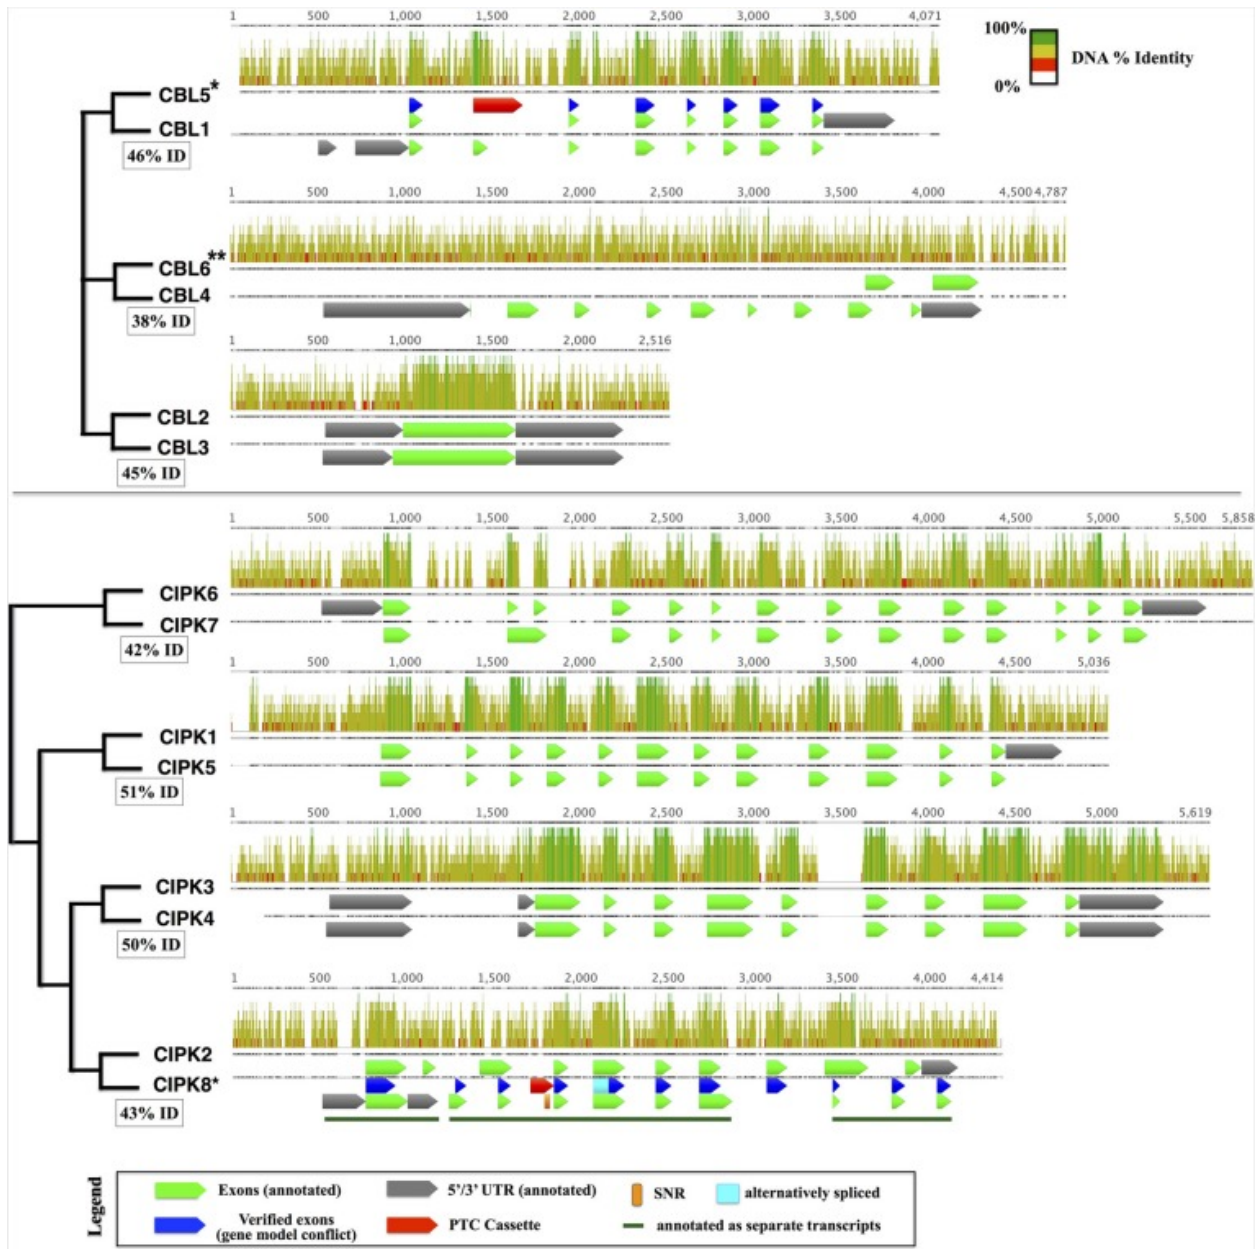 1 500 1,000 1,500 2,000 2,500 3,000 3,500 4,071
100%
0%
DNA % Identity
CBL5*
CBL1
46% ID
1 500 1,000 1,500 2,000 2,500 3,000 3,500 4,000 4,500 4,787
CBL6**
CBL4
38% ID
1 500 1,000 1,500 2,000 2,516
CBL2
CBL3
45% ID
1 500 1,000 1,500 2,000 2,500 3,000 3,500 4,000 4,500 5,000 5,500 5,858
CIPK6
CIPK7
42% ID
1 500 1,000 1,500 2,000 2,500 3,000 3,500 4,000 4,500 5,036
CIPK1
CIPK5
51% ID
1 500 1,000 1,500 2,000 2,500 3,000 3,500 4,000 4,500 5,000 5,619
CIPK3
CIPK4
50% ID
1 500 1,000 1,500 2,000 2,500 3,000 3,500 4,000 4,414
CIPK2
CIPK8*
43% ID
Legend
Exons (annotated)
5'/3' UTR (annotated)
SNR
alternatively spliced
Verified exons
(gene model conflict)
PTC Cassette
annotated as separate transcripts